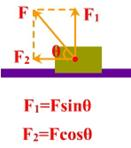 F F₁
F₂ θ
F₁=Fsinθ
F₂=Fcosθ